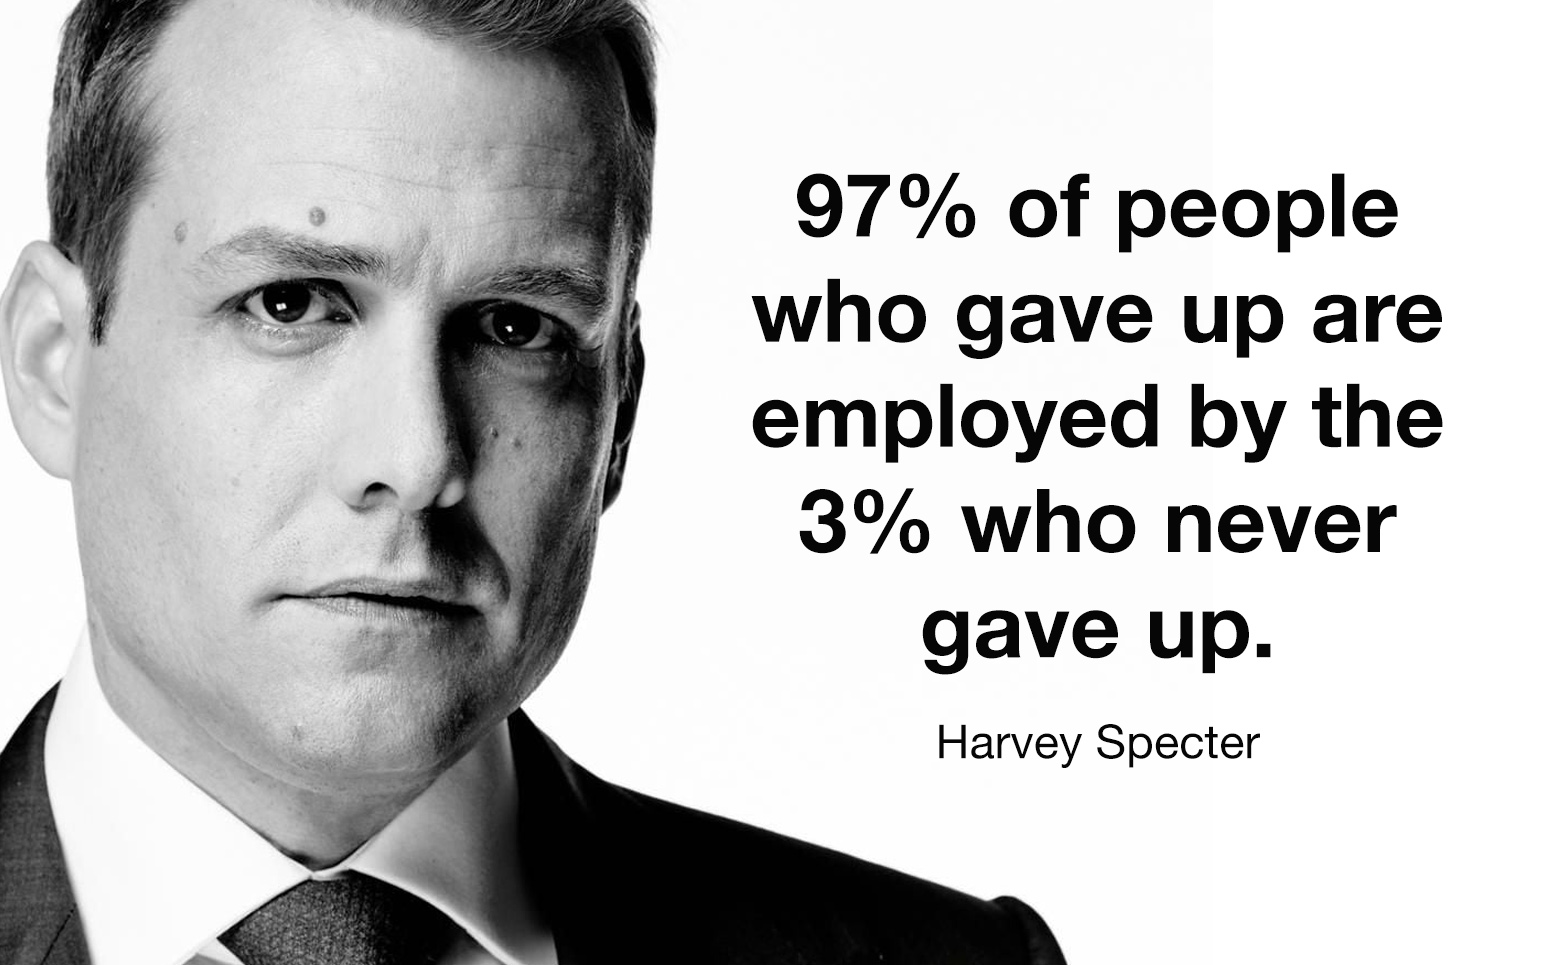 97% of people
who gave up are
employed by the
3% who never
gave up.
Harvey Specter